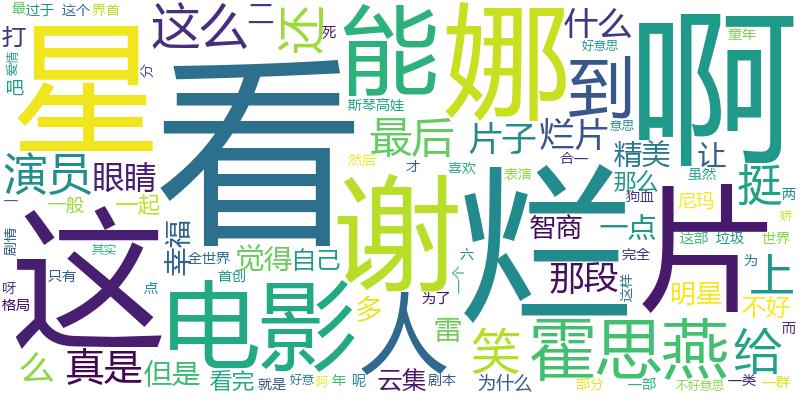 最过于
这个
界首
这么
二
还
能
娜
什么
童年
打
星
死
好意思
啊
爱情
巴
分
看
到
斯琴高娃
最后
片子
烂片
意思
精美
让
演员
眼睛
然后
才
喜欢
合一
那么
虽然
挺
一般
一起
谢
表演
烂
狗血
尼玛
两
一
这
幸福
智商
一点
片
娇
剧情
其实
全世界
觉得
自己
六
那段
完全
这部
垃圾
世界
呀
只有
首创
个
这样
为
上
格局
点
电影
多
人
为了
明星
不好
雷
笑
霍思燕
给
而
么
真是
但是
看完
就是
好意
阿
年
呢
云集
剧本
为什么
部分
一部
不好意思
一类
一群